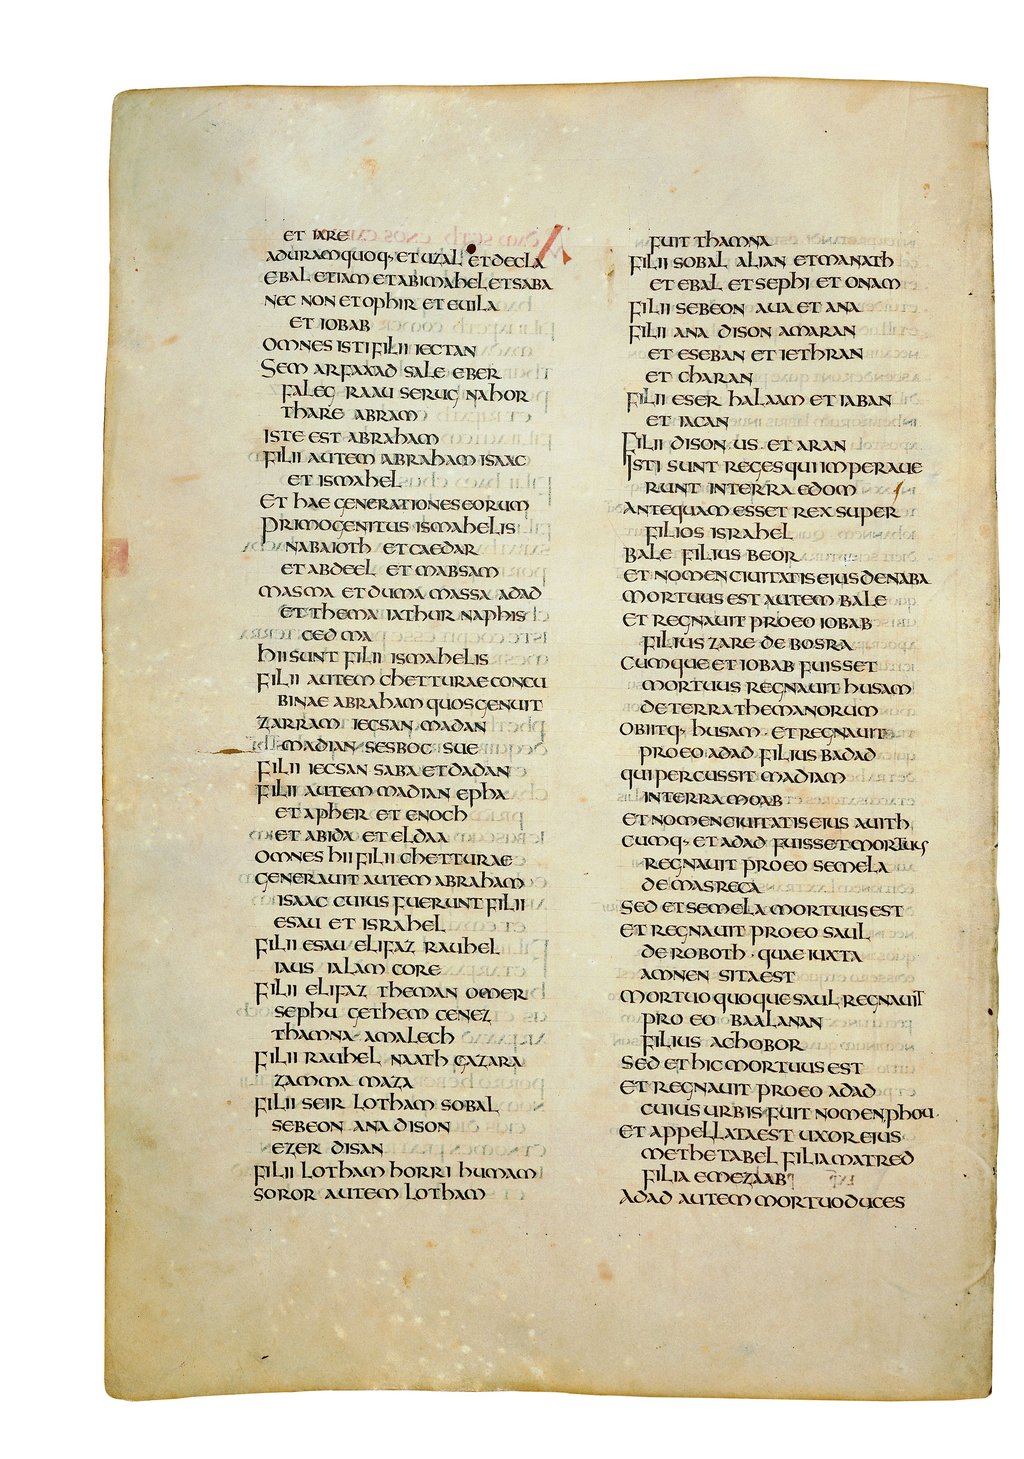 ET IARE
ADURAMQUOQ· ET UZAL ET DECLA
EBAL ETIAM ET ABIMAHEL ET SABA
NEC NON ET OPHIR ET EUILA
ET IOBAB
OMNES ISTI FILII IECTAN
SEM ARFAXAD SALE EBER
FALEG RAAU SERUG NAHOR
THARE ABRAM
ISTE EST ABRAHAM
FILII AUTEM ABRAHAM ISAAC
ET ISMAHEL
ET HAE GENERATIONES EORUM
PRIMOGENITUS ISMAHELIS
NABAIOTH ET CAEDAR
ET ABDEEL ET MABSAM
MASMA ET DUMA MASSA ADAD
ET THEMA IATHUR NAPHIS
CEDMA
HII SUNT FILII ISMAHELIS
FILII AUTEM CHETTURAE CONCU
BINAE ABRAHAM QUOS GENUIT
ZARRAM IECSAN MADAN
MADIAN SESBOC SUE
FILII IECSAN SABA ET DADAN
FILII AUTEM MADIAN EPHA
ET APHER ET ENOCH
ET ABIDA ET ELDAA
OMNES HII FILII CHETTURAE
GENERAUIT AUTEM ABRAHAM
ISAAC CUIUS FUERUNT FILII
ESAU ET ISRAHEL
FILII ESAU ELIFAZ RAUHEL
IAUS IALAM CORE
FILII ELIFAZ THEMAN OMER
SEPHU GETHEM CENEZ
THAMNA AMALECH
FILII RAUHEL NAATH GAZARA
ZAMMA MAZA
FILII SEIR LOTHAM SOBAL
SEBEON ANA DISON
EZER DISAN
FILII LOTHAM HORRI HUMAM
SOROR AUTEM LOTHAM
FUIT THAMNA
FILII SOBAL ALIAN ET MANATH
ET EBAL ET SEPHI ET ONAM
FILII SEBEON AUA ET ANA
FILII ANA DISON AMARAN
ET ESEBAN ET IETHRAN
ET CHARAN
FILII ESER BALAAM ET IABAN
ET IACAN
FILII DISON US ET ARAN
ISTI SUNT REGES QUI IMPERAUE
RUNT IN TERRA EDOM
ANTEQUAM ESSET REX SUPER
FILIOS ISRAHEL
BALE FILIUS BEOR
ET NOMEN CIUITATIS EIUS DENABA
MORTUUS EST AUTEM BALE
ET REGNAUIT PRO EO IOBAB
FILIUS ZARE DE BOSRA
CUMQUE ET IOBAB FUISSET
MORTUUS REGNAUIT HUSAM
DE TERRA THEMANORUM
OBIITQ· HUSAM · ET REGNAUIT
PRO EO ADAD FILIUS BADAD
QUI PERCUSSIT MADIAM
IN TERRA MOAB
ET NOMEN CIUITATIS EIUS AUITH
CUMQ· ET ADAD FUISSET MORTUUS
REGNAUIT PRO EO SEMELA
DE MASRECA
SED ET SEMELA MORTUUS EST
ET REGNAUIT PRO EO SAUL
DE ROBOTH · QUAE IUXTA
AMNEN SITA EST
MORTUO QUOQUE SAUL REGNAUIT
PRO EO BAALANAN
FILIUS ACHOBOR
SED ET HIC MORTUUS EST
ET REGNAUIT PRO EO ADAD
CUIUS URBIS FUIT NOMEN PHOU·
ET APPELLATA EST UXOR EIUS
METHETABEL FILIA MATRED
FILIA EMEZAAB
ADAD AUTEM MORTUO DUCES